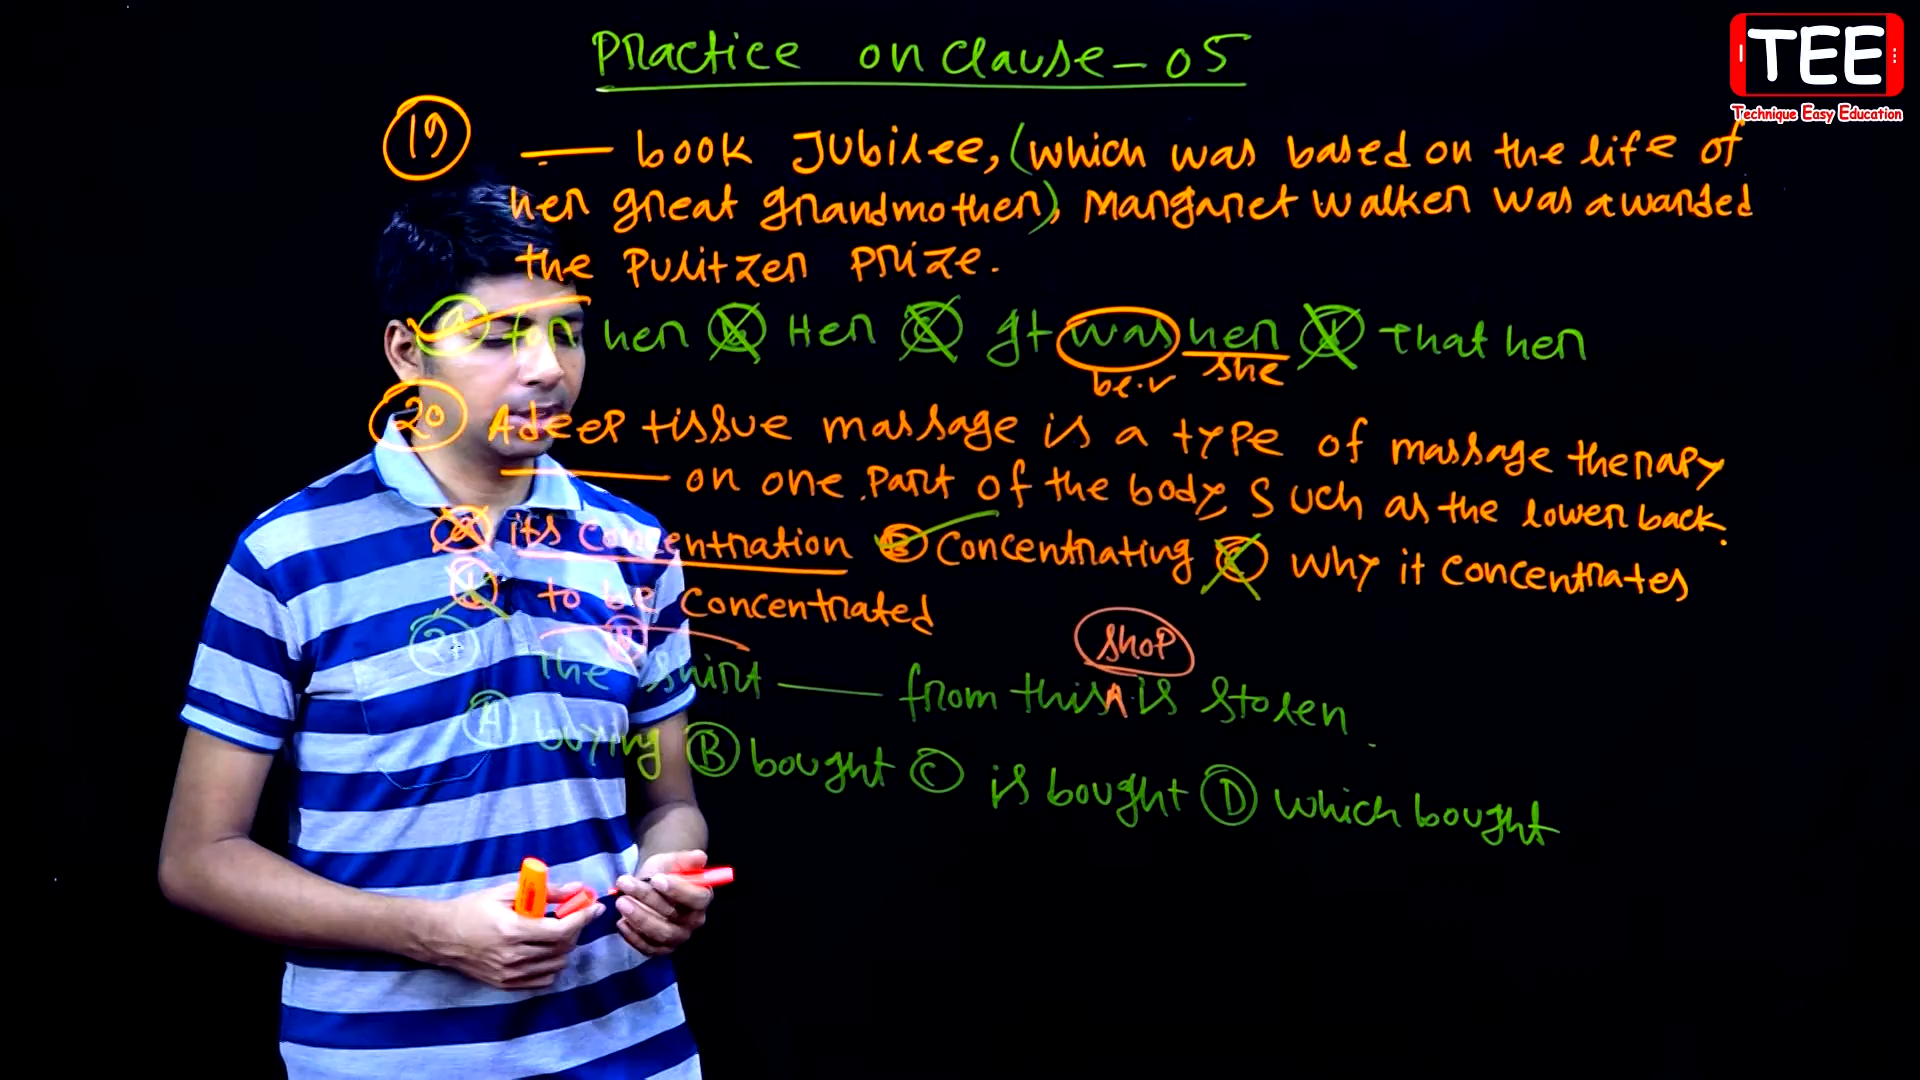 TEE
Technique Easy Education
Practice on Clause-05
19 — book Jubilee, (which was based on the life of
her great grandmother), Margaret Walker was awarded
the Pulitzer Prize.
a For her b Her c It was her d That her
be.v she
20 A deep tissue massage is a type of massage therapy
— on one part of the body, such as the lower back.
a its concentration b concentrating c why it concentrates
d to be concentrated
shop
The shirt — from this is stolen.
A buying B bought C is bought D which bought